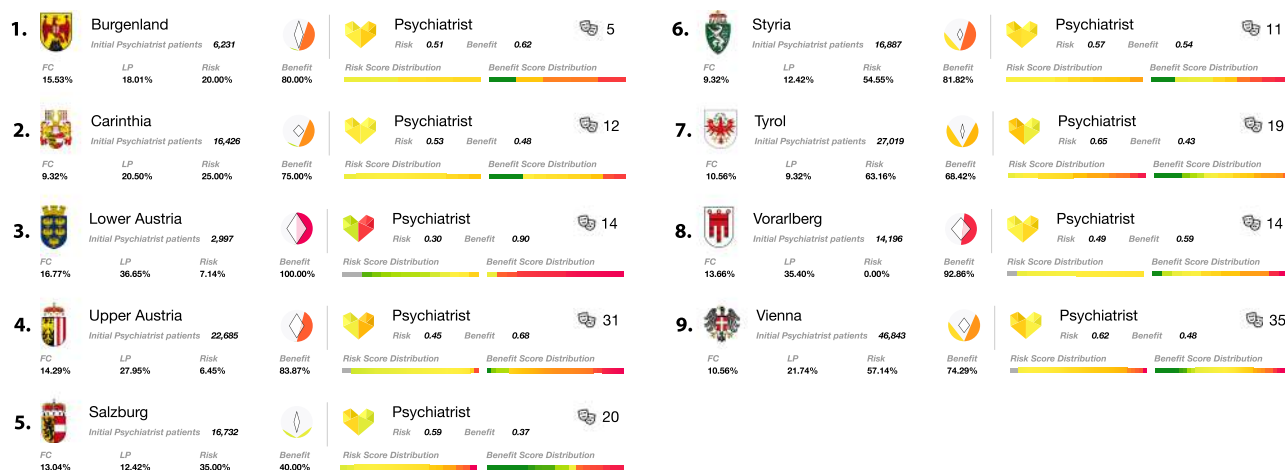 1. Burgenland
Initial Psychiatrist patients 6,231
Psychiatrist 5
Risk 0.51 Benefit 0.62
FC LP Risk Benefit Risk Score Distribution Benefit Score Distribution
15.53% 18.01% 20.00% 80.00%
2. Carinthia
Initial Psychiatrist patients 16,426
Psychiatrist 12
Risk 0.53 Benefit 0.48
FC LP Risk Benefit Risk Score Distribution Benefit Score Distribution
9.32% 20.50% 25.00% 75.00%
3. Lower Austria
Initial Psychiatrist patients 2,997
Psychiatrist 14
Risk 0.30 Benefit 0.90
FC LP Risk Benefit Risk Score Distribution Benefit Score Distribution
16.77% 36.65% 7.14% 100.00%
4. Upper Austria
Initial Psychiatrist patients 22,685
Psychiatrist 31
Risk 0.45 Benefit 0.68
FC LP Risk Benefit Risk Score Distribution Benefit Score Distribution
14.29% 27.95% 6.45% 83.87%
5. Salzburg
Initial Psychiatrist patients 16,732
Psychiatrist 20
Risk 0.59 Benefit 0.37
FC LP Risk Benefit Risk Score Distribution Benefit Score Distribution
13.04% 12.42% 35.00% 40.00%
6. Styria
Initial Psychiatrist patients 16,887
Psychiatrist 11
Risk 0.57 Benefit 0.54
FC LP Risk Benefit Risk Score Distribution Benefit Score Distribution
9.32% 12.42% 54.55% 81.82%
7. Tyrol
Initial Psychiatrist patients 27,019
Psychiatrist 19
Risk 0.65 Benefit 0.43
FC LP Risk Benefit Risk Score Distribution Benefit Score Distribution
10.56% 9.32% 63.16% 68.42%
8. Vorarlberg
Initial Psychiatrist patients 14,196
Psychiatrist 14
Risk 0.49 Benefit 0.59
FC LP Risk Benefit Risk Score Distribution Benefit Score Distribution
13.66% 35.40% 0.00% 92.86%
9. Vienna
Initial Psychiatrist patients 46,843
Psychiatrist 35
Risk 0.62 Benefit 0.48
FC LP Risk Benefit Risk Score Distribution Benefit Score Distribution
10.56% 21.74% 57.14% 74.29%